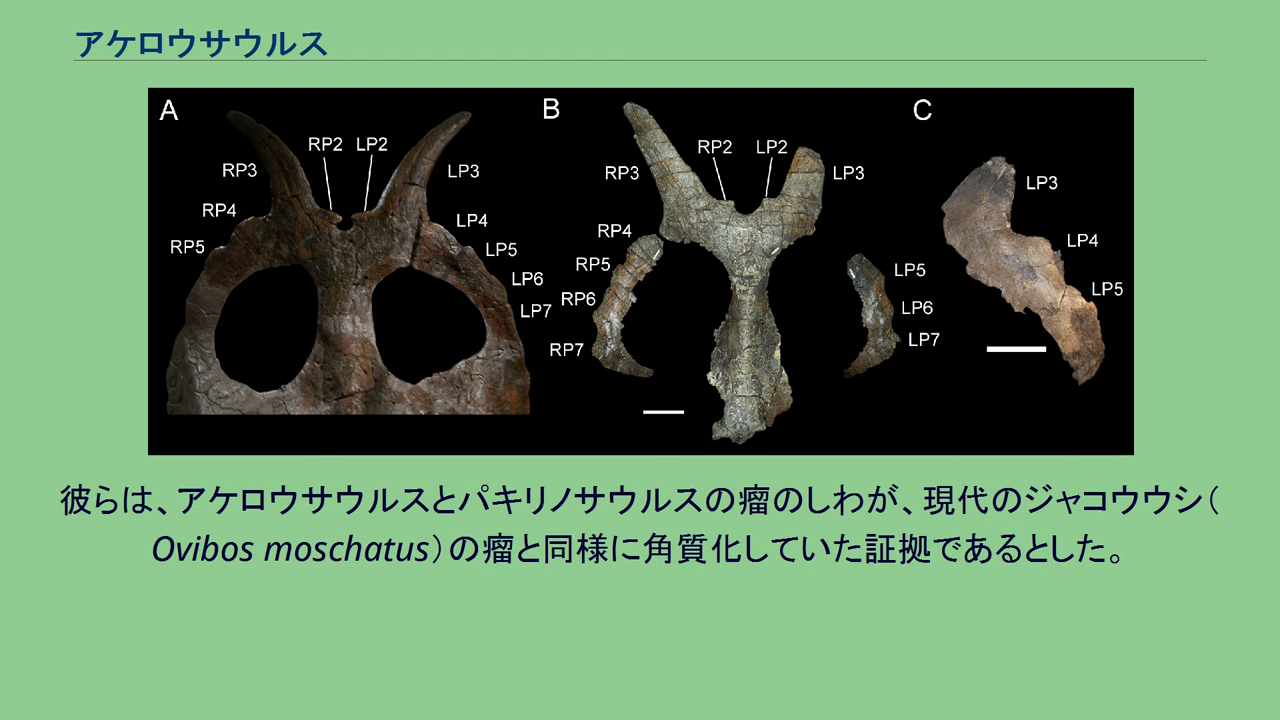 アケロウサウルス
A
B
C
RP2 LP2
RP3
LP3
RP4
LP4
RP5
LP5
LP6
LP7
RP2 LP2
RP3
LP3
RP4
RP5
LP5
RP6
LP6
RP7
LP7
LP3
LP4
LP5
彼らは、アケロウサウルスとパキリノサウルスの瘤のしわが、現代のジャコウウシ（
Ovibos moschatus）の瘤と同様に角質化していた証拠であるとした。